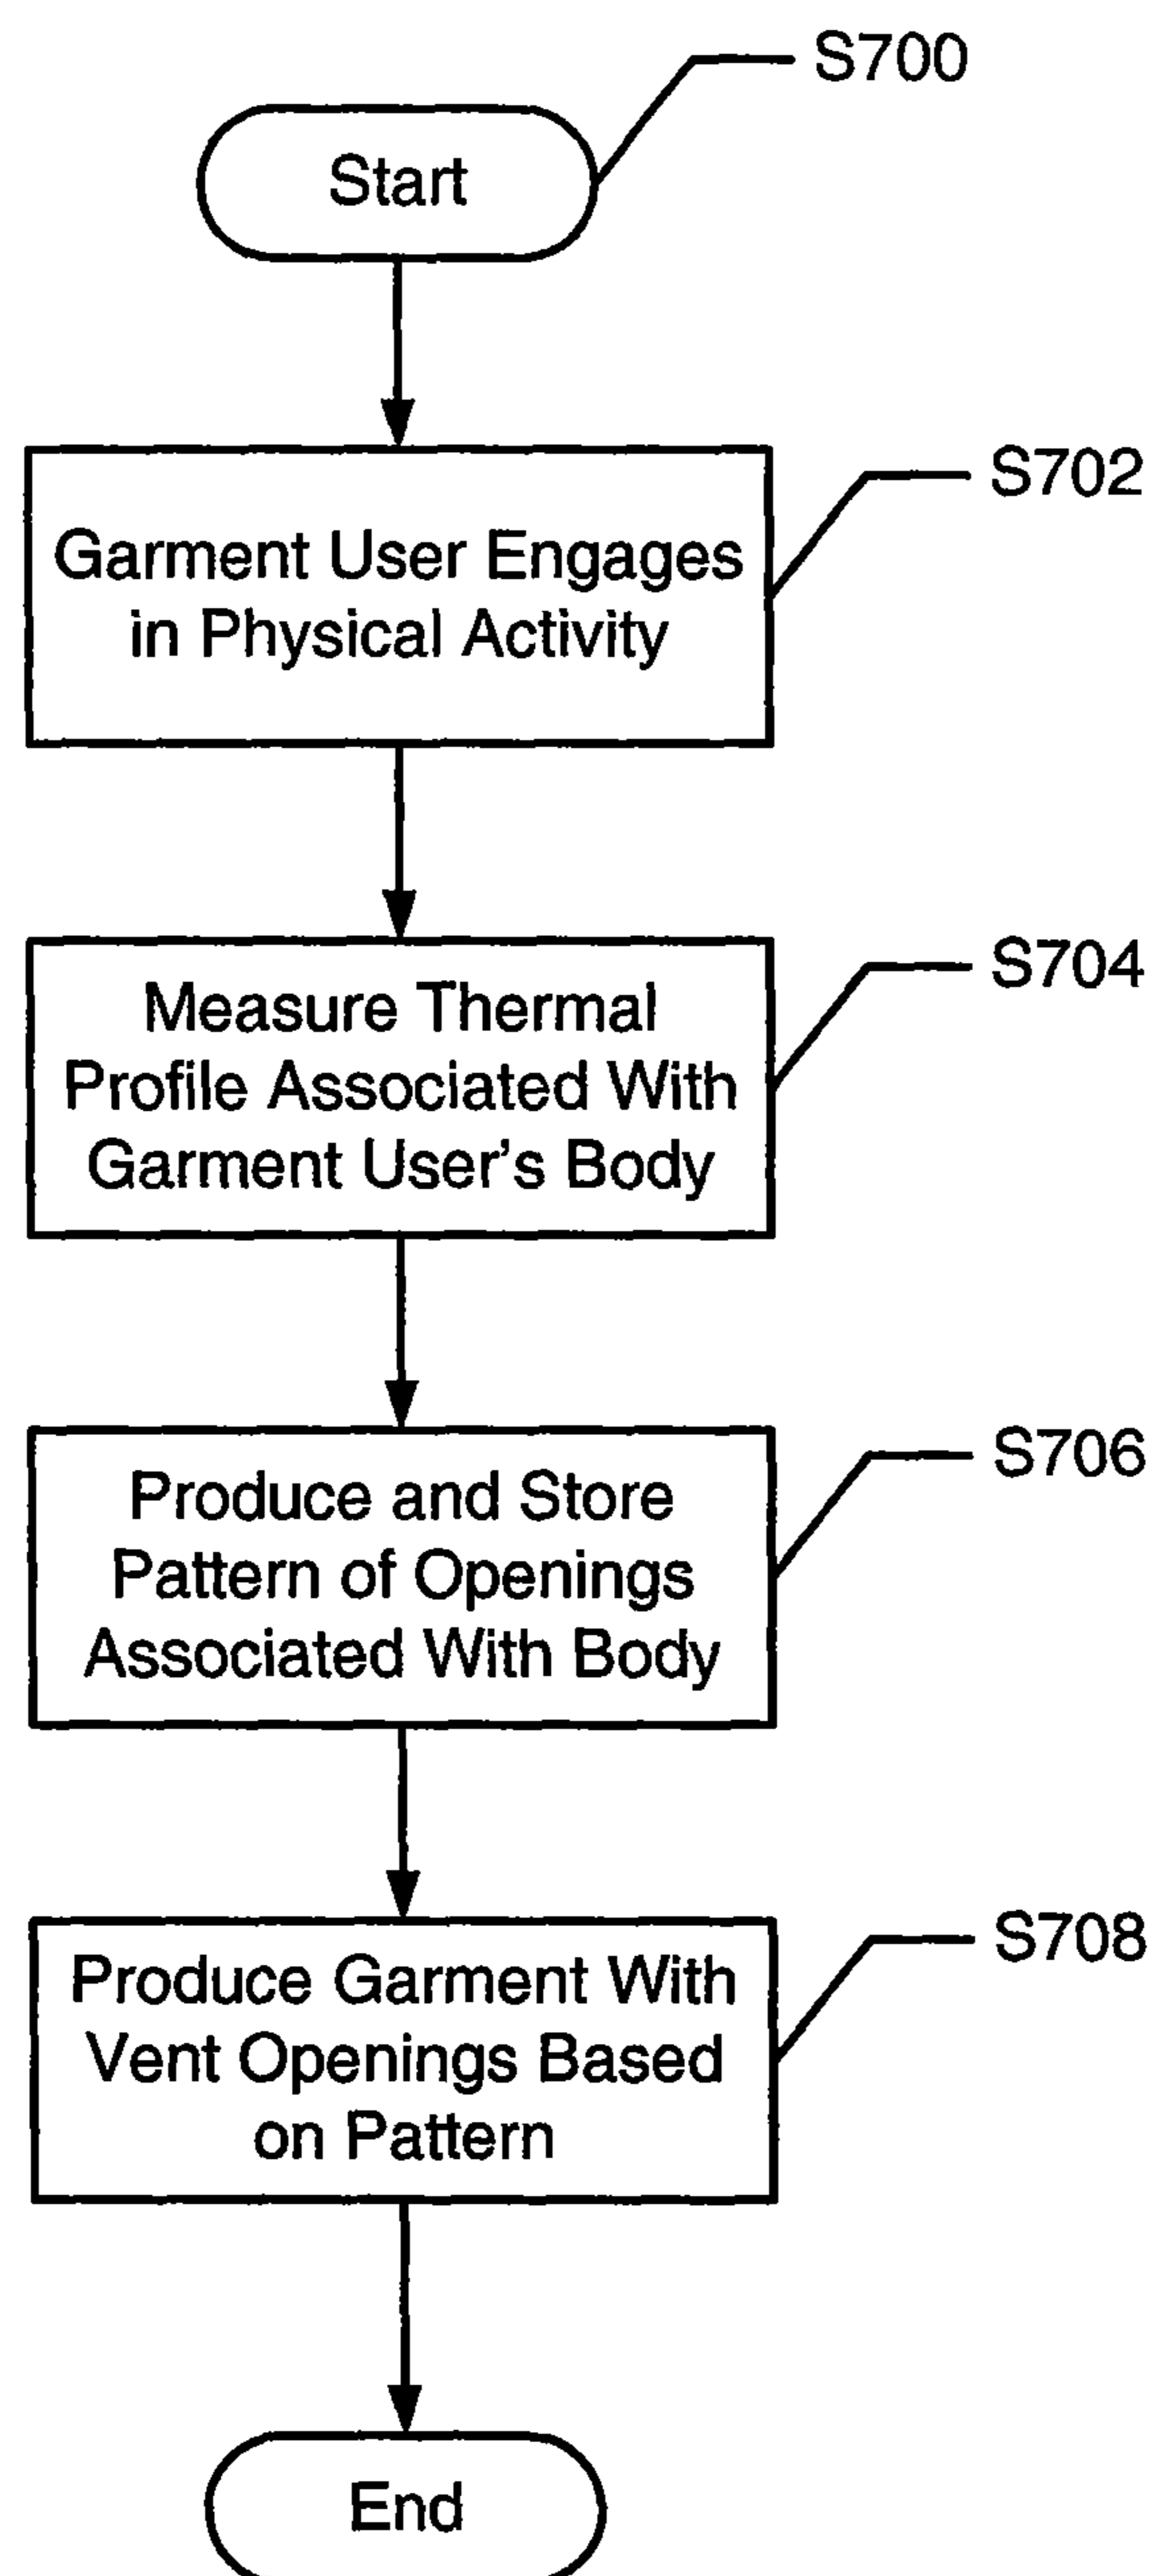 S700
Start
S702
Garment User Engages
in Physical Activity
S704
Measure Thermal
Profile Associated With
Garment User's Body
S706
Produce and Store
Pattern of Openings
Associated With Body
S708
Produce Garment With
Vent Openings Based
on Pattern
End